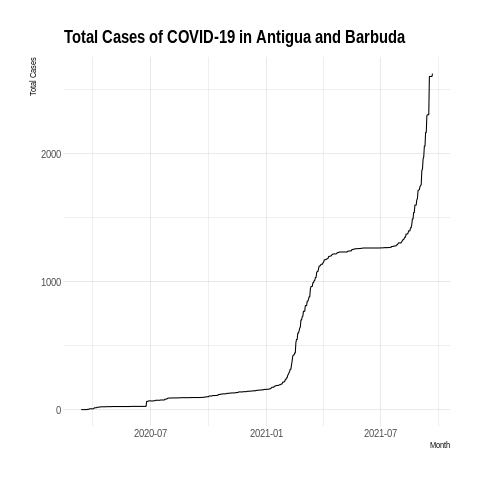 Total Cases of COVID-19 in Antigua and Barbuda
Total Cases
2000
1000
0
2020-07 2021-01 2021-07
Month